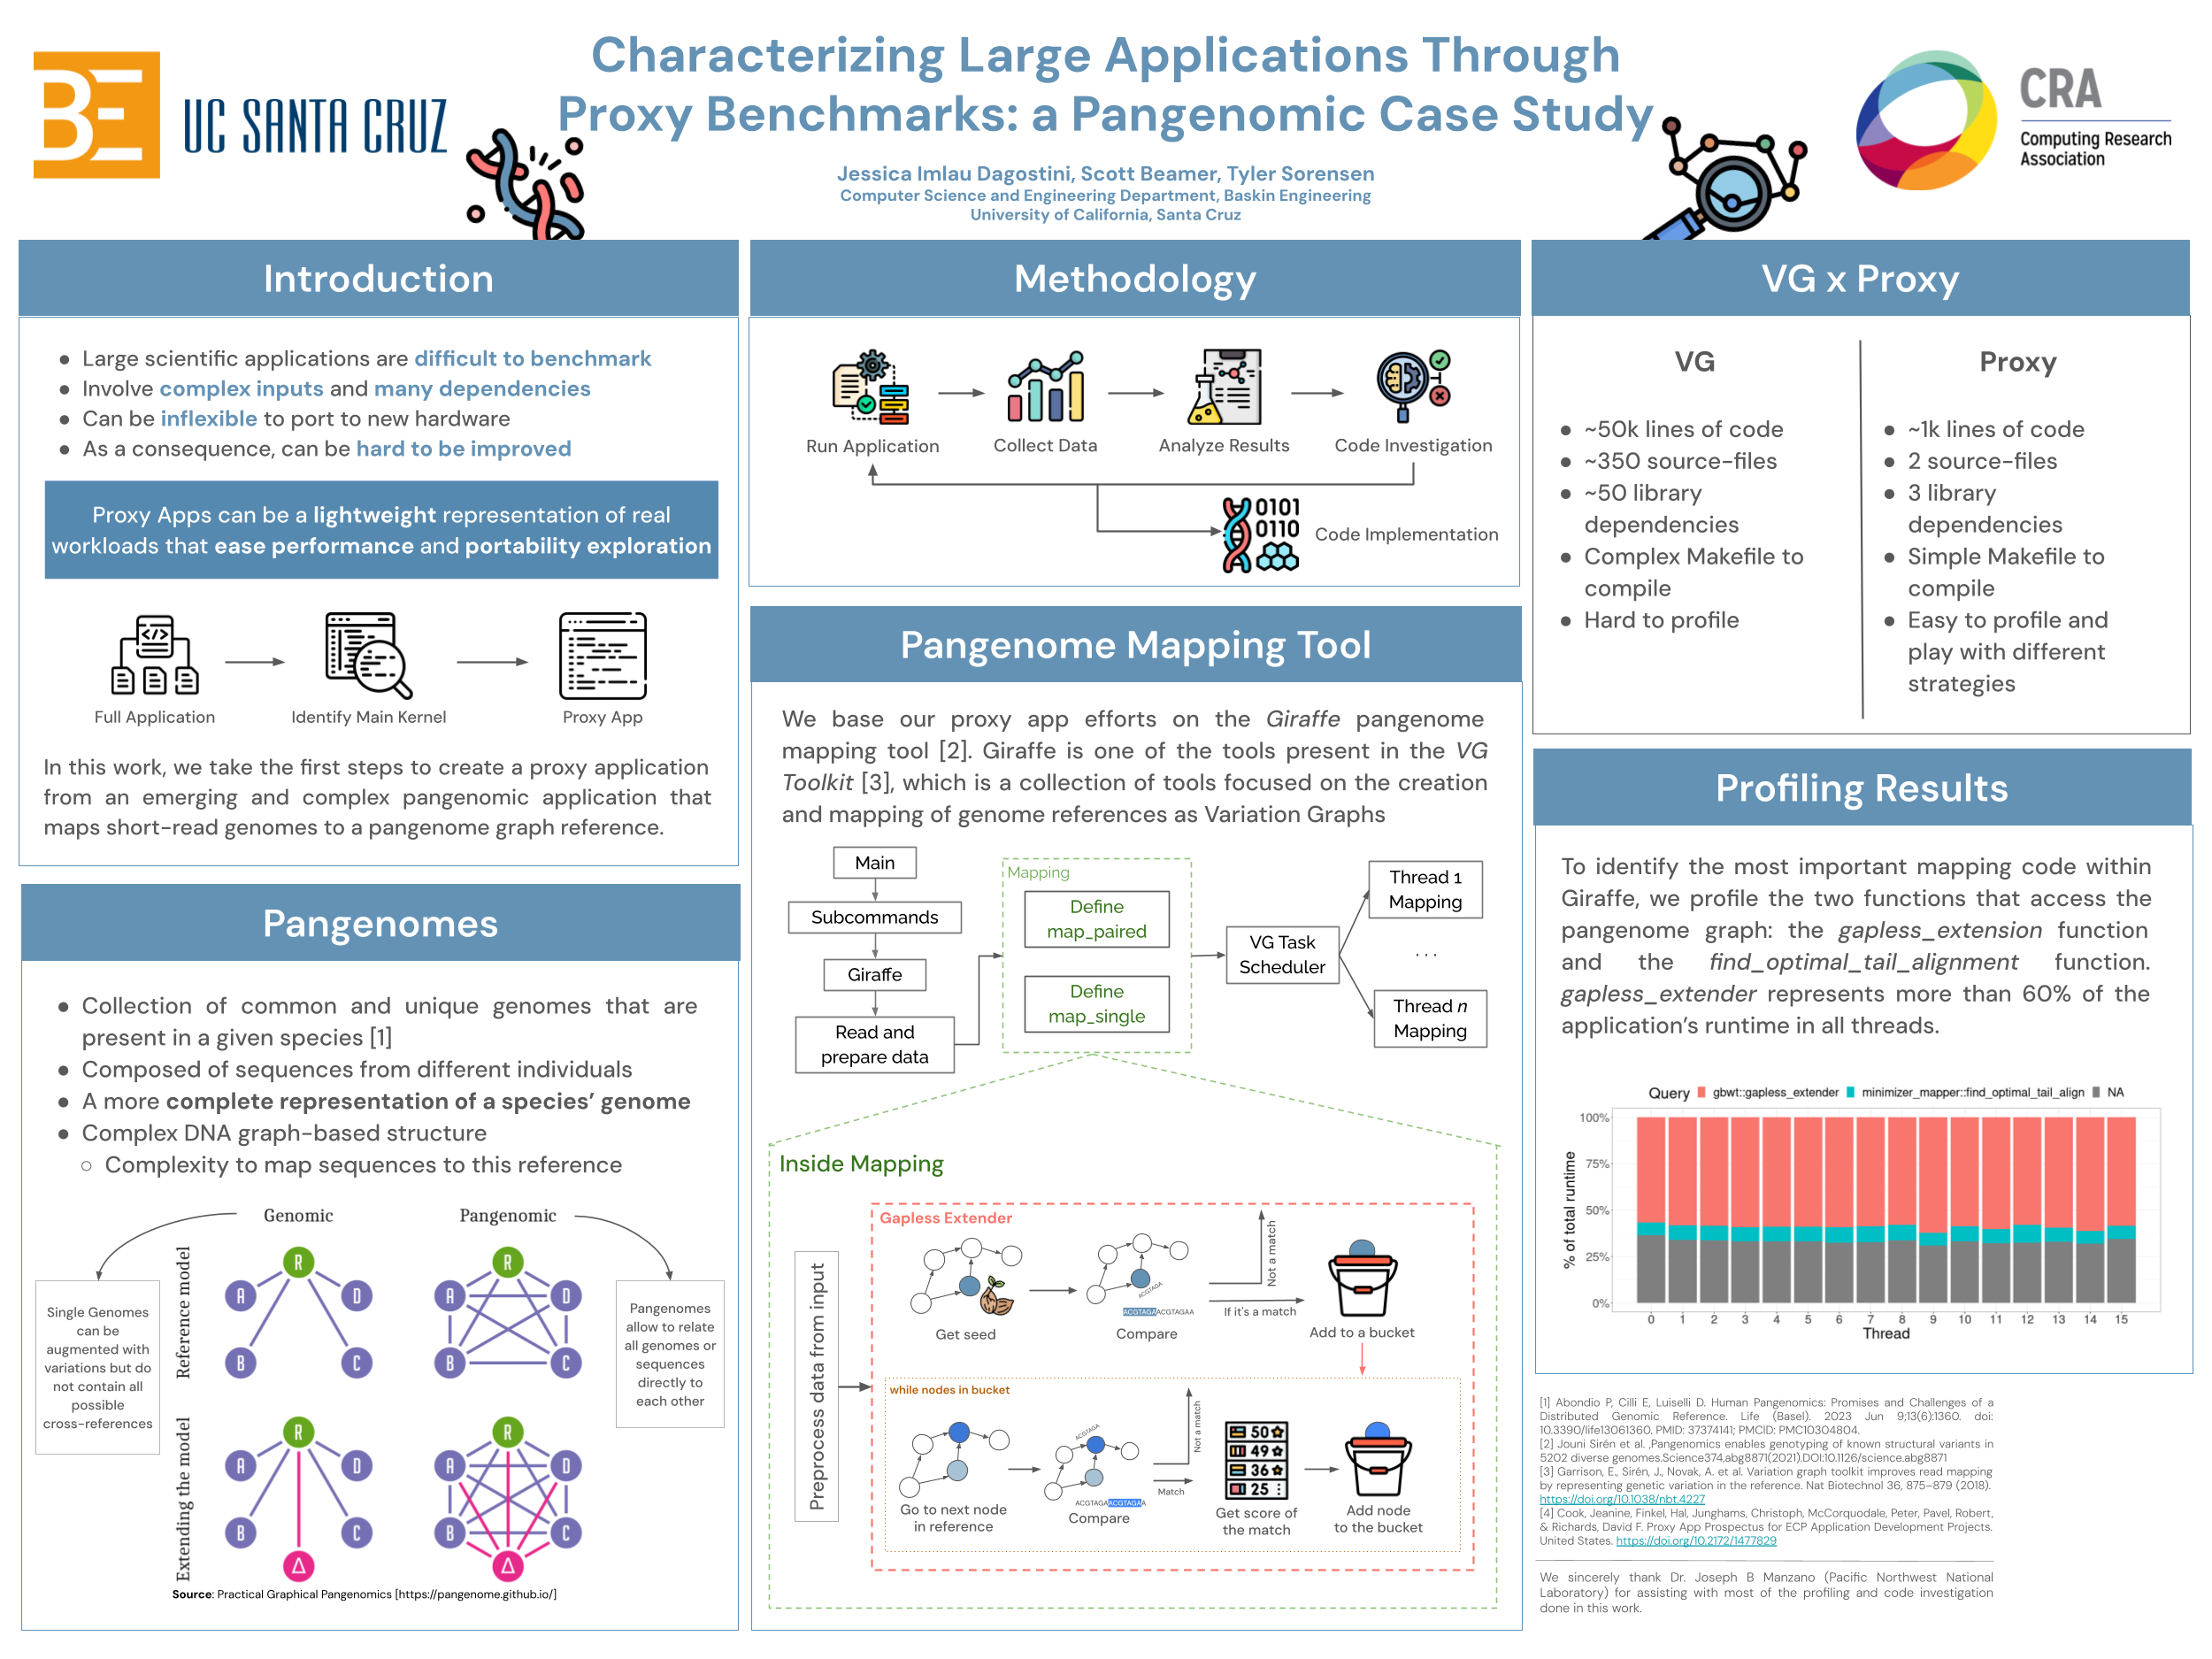 Characterizing Large Applications Through
Proxy Benchmarks: a Pangenomic Case Study
BE
UC SANTA CRUZ
CRA
Computing Research
Association
Jessica Imlau Dagostini, Scott Beamer, Tyler Sorensen
Computer Science and Engineering Department, Baskin Engineering
University of California, Santa Cruz
Introduction
● Large scientific applications are difficult to benchmark
● Involve complex inputs and many dependencies
● Can be inflexible to port to new hardware
● As a consequence, can be hard to be improved
Proxy Apps can be a lightweight representation of real
workloads that ease performance and portability exploration
Full Application
Identify Main Kernel
Proxy App
In this work, we take the first steps to create a proxy application
from an emerging and complex pangenomic application that
maps short-read genomes to a pangenome graph reference.
Pangenomes
● Collection of common and unique genomes that are
present in a given species [1]
● Composed of sequences from different individuals
● A more complete representation of a species' genome
● Complex DNA graph-based structure
○ Complexity to map sequences to this reference
Genomic
Pangenomic
Reference model
R
A
D
B
C
R
A
D
B
C
Single Genomes
can be
augmented with
variations but do
not contain all
possible
cross-references
Pangenomes
allow to relate
all genomes or
sequences
directly to
each other
Extending the model
R
A
D
B
C
Δ
R
A
D
B
C
Δ
Source: Practical Graphical Pangenomics [https://pangenome.github.io/]
Methodology
Run Application
Collect Data
Analyze Results
Code Investigation
0101
0110
Code Implementation
Pangenome Mapping Tool
We base our proxy app efforts on the Giraffe pangenome
mapping tool [2]. Giraffe is one of the tools present in the VG
Toolkit [3], which is a collection of tools focused on the creation
and mapping of genome references as Variation Graphs
Main
Subcommands
Giraffe
Read and
prepare data
Mapping
Define
map_paired
Define
map_single
VG Task
Scheduler
Thread 1
Mapping
...
Thread n
Mapping
Inside Mapping
Preprocess data from input
Gapless Extender
Get seed
ACGTAGA
ACGTAGAACGTAGAA
Compare
Not a match
If it's a match
Add to a bucket
while nodes in bucket
Go to next node
in reference
ACGTAGA
ACGTAGAACGTAGAA
Compare
Not a match
Match
50
49
36
25
Get score of
the match
Add node
to the bucket
VG x Proxy
VG
● ~50k lines of code
● ~350 source-files
● ~50 library
dependencies
● Complex Makefile to
compile
● Hard to profile
Proxy
● ~1k lines of code
● 2 source-files
● 3 library
dependencies
● Simple Makefile to
compile
● Easy to profile and
play with different
strategies
Profiling Results
To identify the most important mapping code within
Giraffe, we profile the two functions that access the
pangenome graph: the gapless_extension function
and the find_optimal_tail_alignment function.
gapless_extender represents more than 60% of the
application's runtime in all threads.
Query gbwt::gapless_extender minimizer_mapper::find_optimal_tail_align NA
% of total runtime
100%
75%
50%
25%
0%
0 1 2 3 4 5 6 7 8 9 10 11 12 13 14 15
Thread
[1] Abondio P, Cilli E, Luiselli D. Human Pangenomics: Promises and Challenges of a
Distributed Genomic Reference. Life (Basel). 2023 Jun 9;13(6):1360. doi:
10.3390/life13061360. PMID: 37374141; PMCID: PMC10304804.
[2] Jouni Sirén et al. ,Pangenomics enables genotyping of known structural variants in
5202 diverse genomes.Science374,abg8871(2021).DOI:10.1126/science.abg8871
[3] Garrison, E., Sirén, J., Novak, A. et al. Variation graph toolkit improves read mapping
by representing genetic variation in the reference. Nat Biotechnol 36, 875–879 (2018).
https://doi.org/10.1038/nbt.4227
[4] Cook, Jeanine, Finkel, Hal, Junghams, Christoph, McCorquodale, Peter, Pavel, Robert,
& Richards, David F. Proxy App Prospectus for ECP Application Development Projects.
United States. https://doi.org/10.2172/1477829
We sincerely thank Dr. Joseph B Manzano (Pacific Northwest National
Laboratory) for assisting with most of the profiling and code investigation
done in this work.